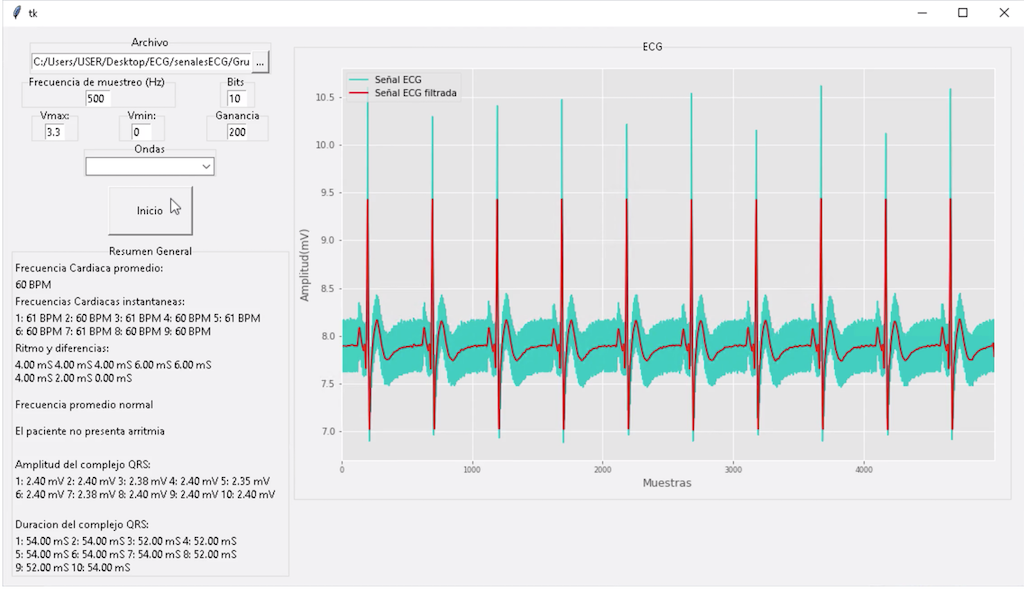 tk
Archivo
C:/Users/USER/Desktop/ECG/senalesECG/Gru ...
Frecuencia de muestreo (Hz)
500
Bits
10
Vmax:
3.3
Vmin:
0
Ganancia
200
Ondas
Inicio
Resumen General
Frecuencia Cardiaca promedio:
60 BPM
Frecuencias Cardiacas instantaneas:
1: 61 BPM 2: 60 BPM 3: 61 BPM 4: 60 BPM 5: 61 BPM
6: 60 BPM 7: 61 BPM 8: 60 BPM 9: 60 BPM
Ritmo y diferencias:
4.00 mS 4.00 mS 4.00 mS 6.00 mS 6.00 mS
4.00 mS 2.00 mS 0.00 mS
Frecuencia promedio normal
El paciente no presenta arritmia
Amplitud del complejo QRS:
1: 2.40 mV 2: 2.40 mV 3: 2.38 mV 4: 2.40 mV 5: 2.35 mV
6: 2.40 mV 7: 2.38 mV 8: 2.40 mV 9: 2.40 mV 10: 2.40 mV
Duracion del complejo QRS:
1: 54.00 mS 2: 54.00 mS 3: 52.00 mS 4: 52.00 mS
5: 54.00 mS 6: 54.00 mS 7: 54.00 mS 8: 52.00 mS
9: 52.00 mS 10: 54.00 mS
ECG
Señal ECG
Señal ECG filtrada
Amplitud(mV)
10.5
10.0
9.5
9.0
8.5
8.0
7.5
7.0
0 1000 2000 3000 4000
Muestras